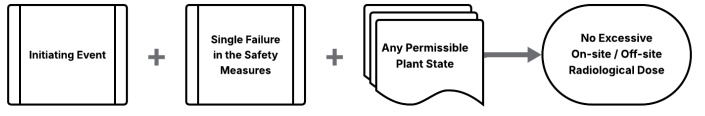 Initiating Event
+
Single Failure
in the Safety
Measures
+
Any Permissible
Plant State
No Excessive
On-site / Off-site
Radiological Dose